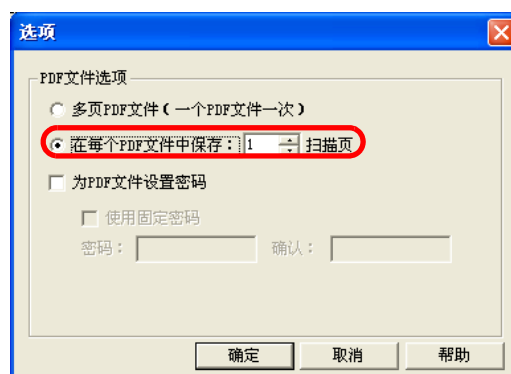 选项
PDF文件选项
多页PDF文件(一个PDF文件一次)
在每个PDF文件中保存: 1 扫描页
为PDF文件设置密码
使用固定密码
密码: 确认:
确定 取消 帮助